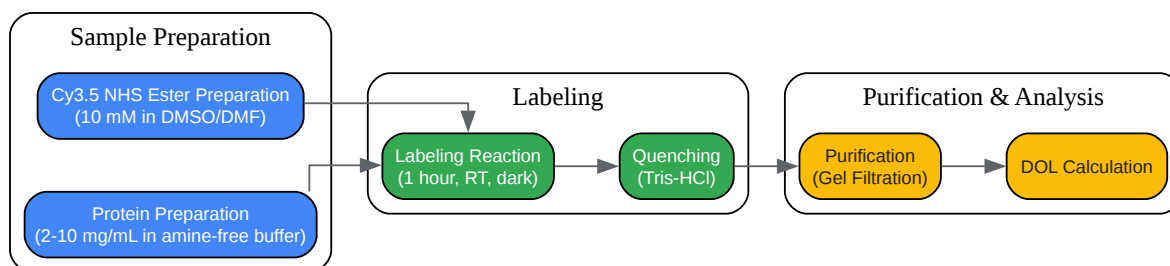 Sample Preparation
Cy3.5 NHS Ester Preparation
(10 mM in DMSO/DMF)
Protein Preparation
(2-10 mg/mL in amine-free buffer)
Labeling
Labeling Reaction
(1 hour, RT, dark)
Quenching
(Tris-HCl)
Purification & Analysis
Purification
(Gel Filtration)
DOL Calculation